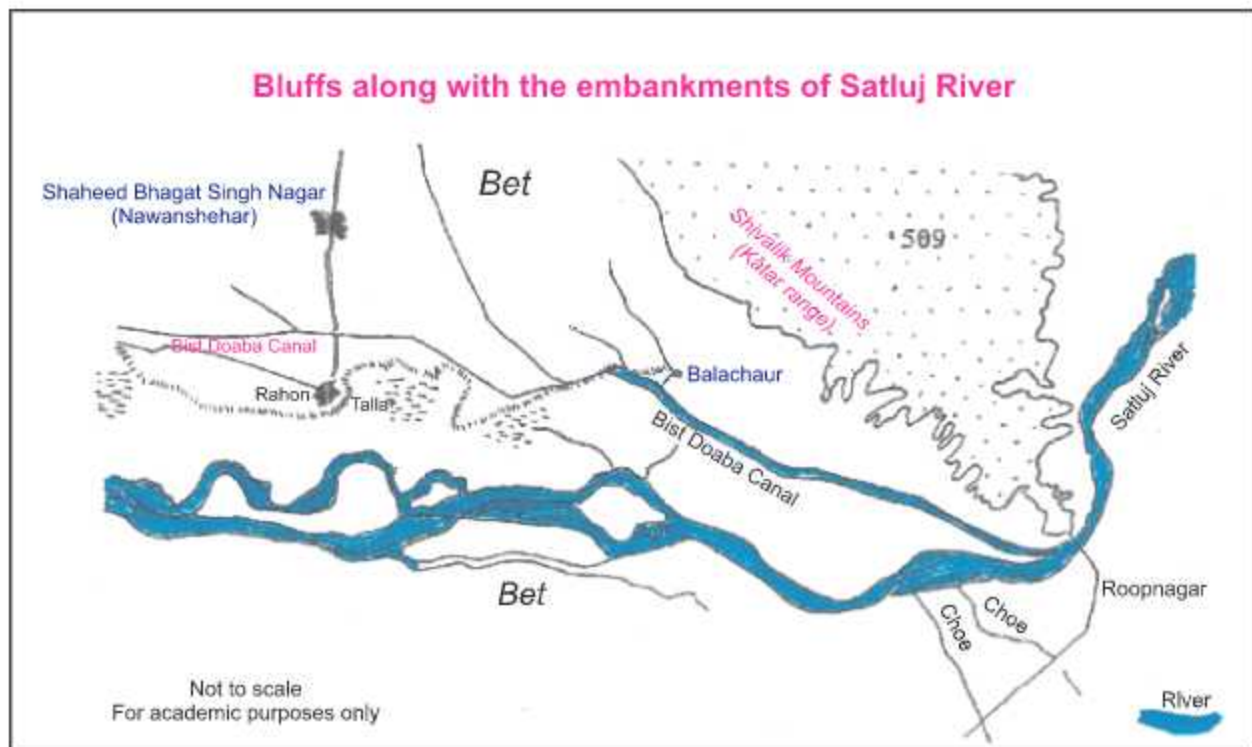 Bluffs along with the embankments of Satluj River
Shaheed Bhagat Singh Nagar
(Nawanshehar)
Bet
Shivalik Mountains
(Katar range)
509
Bist Doaba Canal
Rahon
Talla
Balachaur
Bist Doaba Canal
Satluj River
Bet
Choe
Choe
Roopnagar
Not to scale
For academic purposes only
River